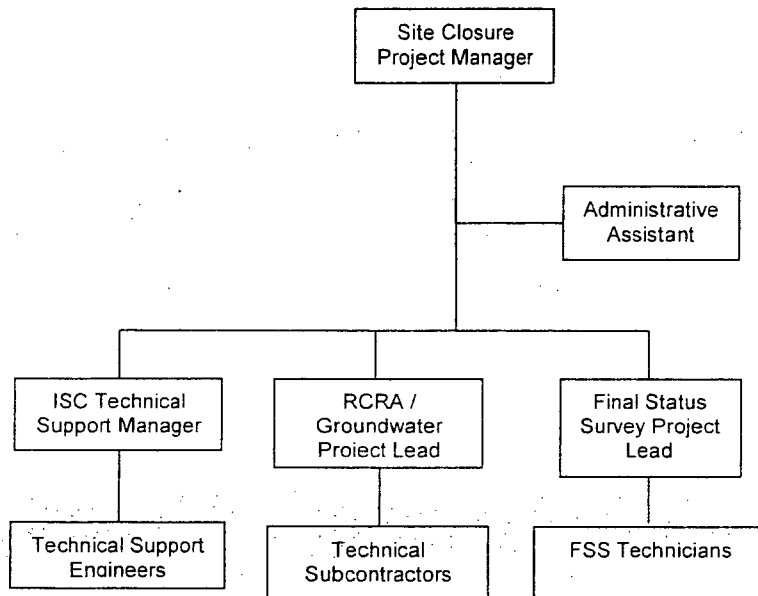 Site Closure
Project Manager
Administrative
Assistant
ISC Technical
Support Manager
RCRA /
Groundwater
Project Lead
Final Status
Survey Project
Lead
Technical Support
Engineers
Technical
Subcontractors
FSS Technicians